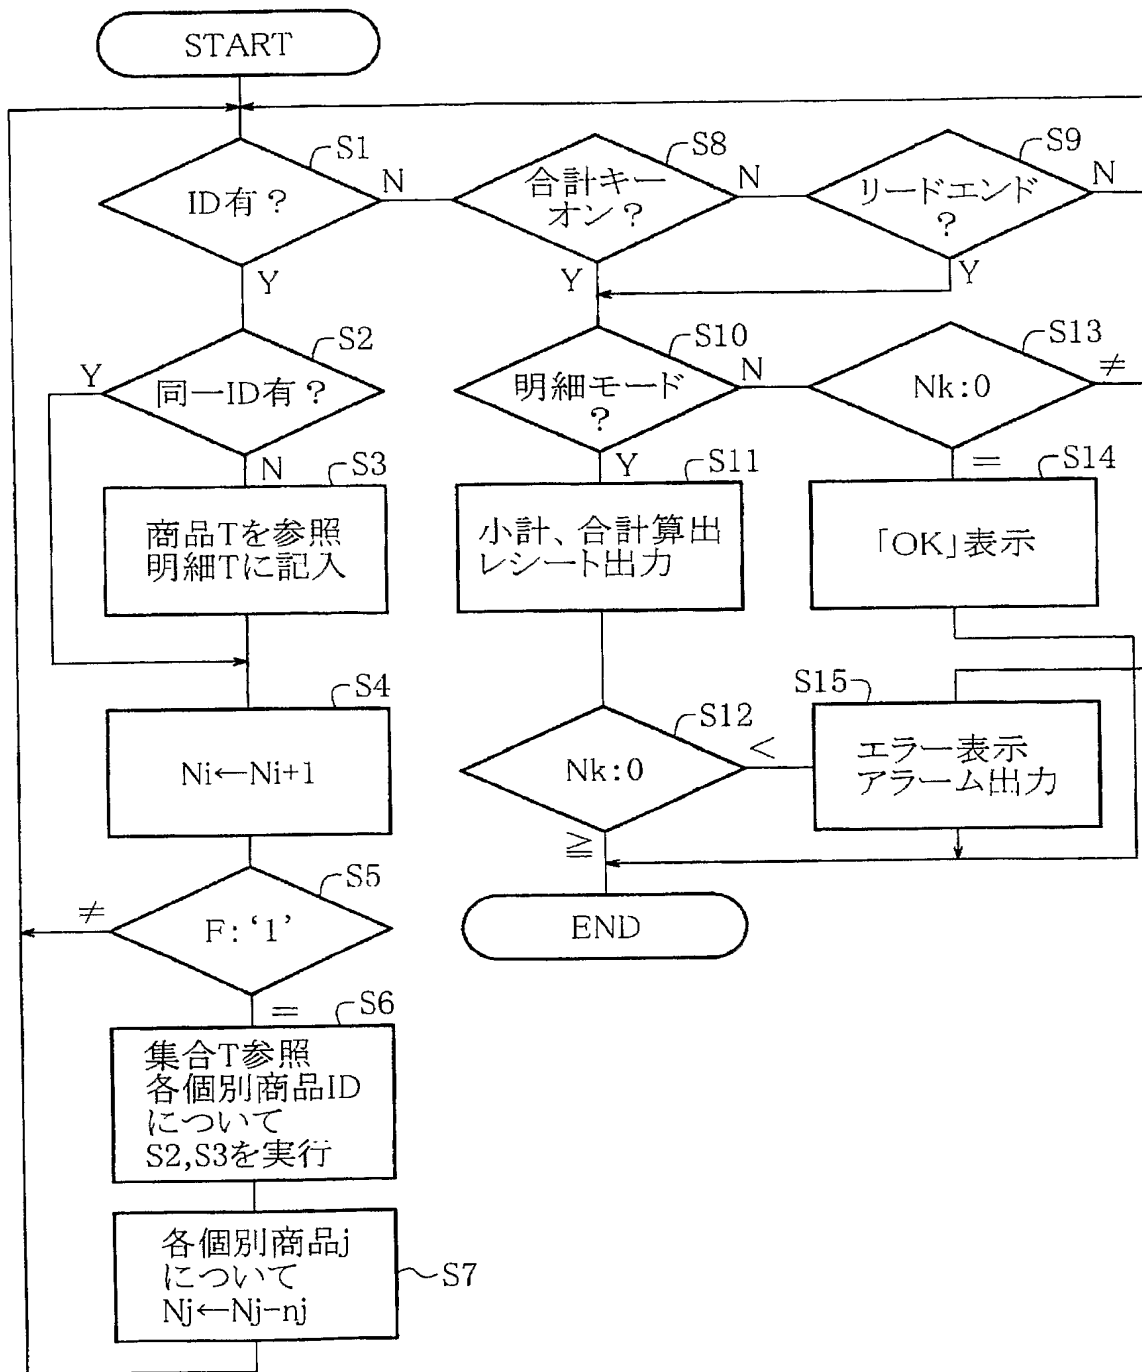 START
S1
ID有?
N
Y
S8
合計キー
オン?
N
Y
S9
リードエンド
?
N
Y
S2
同一ID有?
Y
N
S10
明細モード
?
N
Y
S13
Nk:0
≠
=
S3
商品Tを参照
明細Tに記入
S11
小計、合計算出
レシート出力
S14
「OK」表示
S4
Ni←Ni+1
S12
Nk:0
<
≧
S15
エラー表示
アラーム出力
S5
F:‘1’
≠
=
END
S6
集合T参照
各個別商品ID
について
S2,S3を実行
各個別商品j
について
Nj←Nj-nj
S7